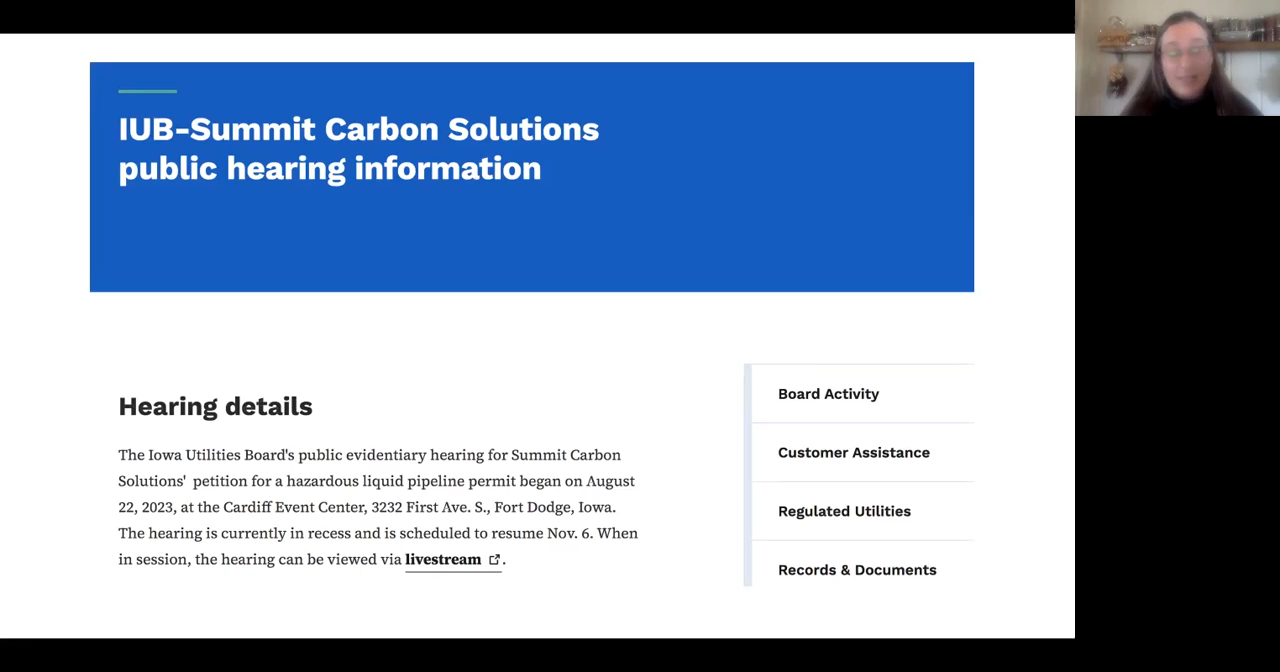 IUB-Summit Carbon Solutions
public hearing information
Hearing details
The Iowa Utilities Board's public evidentiary hearing for Summit Carbon
Solutions'  petition for a hazardous liquid pipeline permit began on August
22, 2023, at the Cardiff Event Center, 3232 First Ave. S., Fort Dodge, Iowa.
The hearing is currently in recess and is scheduled to resume Nov. 6. When
in session, the hearing can be viewed via livestream.
Board Activity
Customer Assistance
Regulated Utilities
Records & Documents